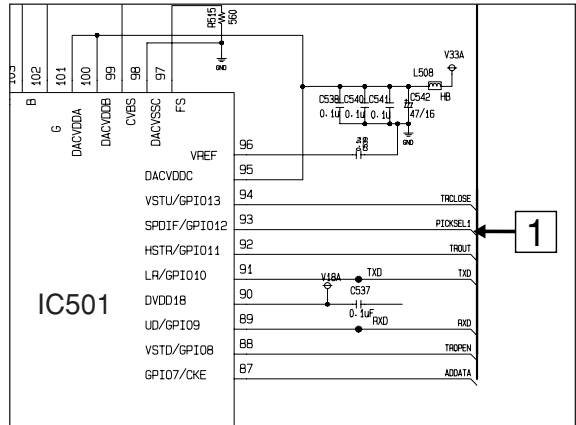 R515
560
GND
103
102
101
100
99
98
97
B
G
DACVDDA
DACVDDB
CVBS
DACVSSC
FS
V33A
L508
HB
C538
0.1u
C540
0.1u
C541
0.1u
C542
47/16
GND
VREF 96
DACVDDC 95
VSTU/GPIO13 94 TRCLOSE
SPDIF/GPIO12 93 PICKSEL1
1
HSTR/GPIO11 92 TROUT
LR/GPIO10 91 TXD TXD
IC501
DVDD18 90 V18A C537
0.1uF
UD/GPIO9 89 RXD RXD
VSTD/GPIO8 88 TROPEN
GPIO7/CKE 87 ADDATA